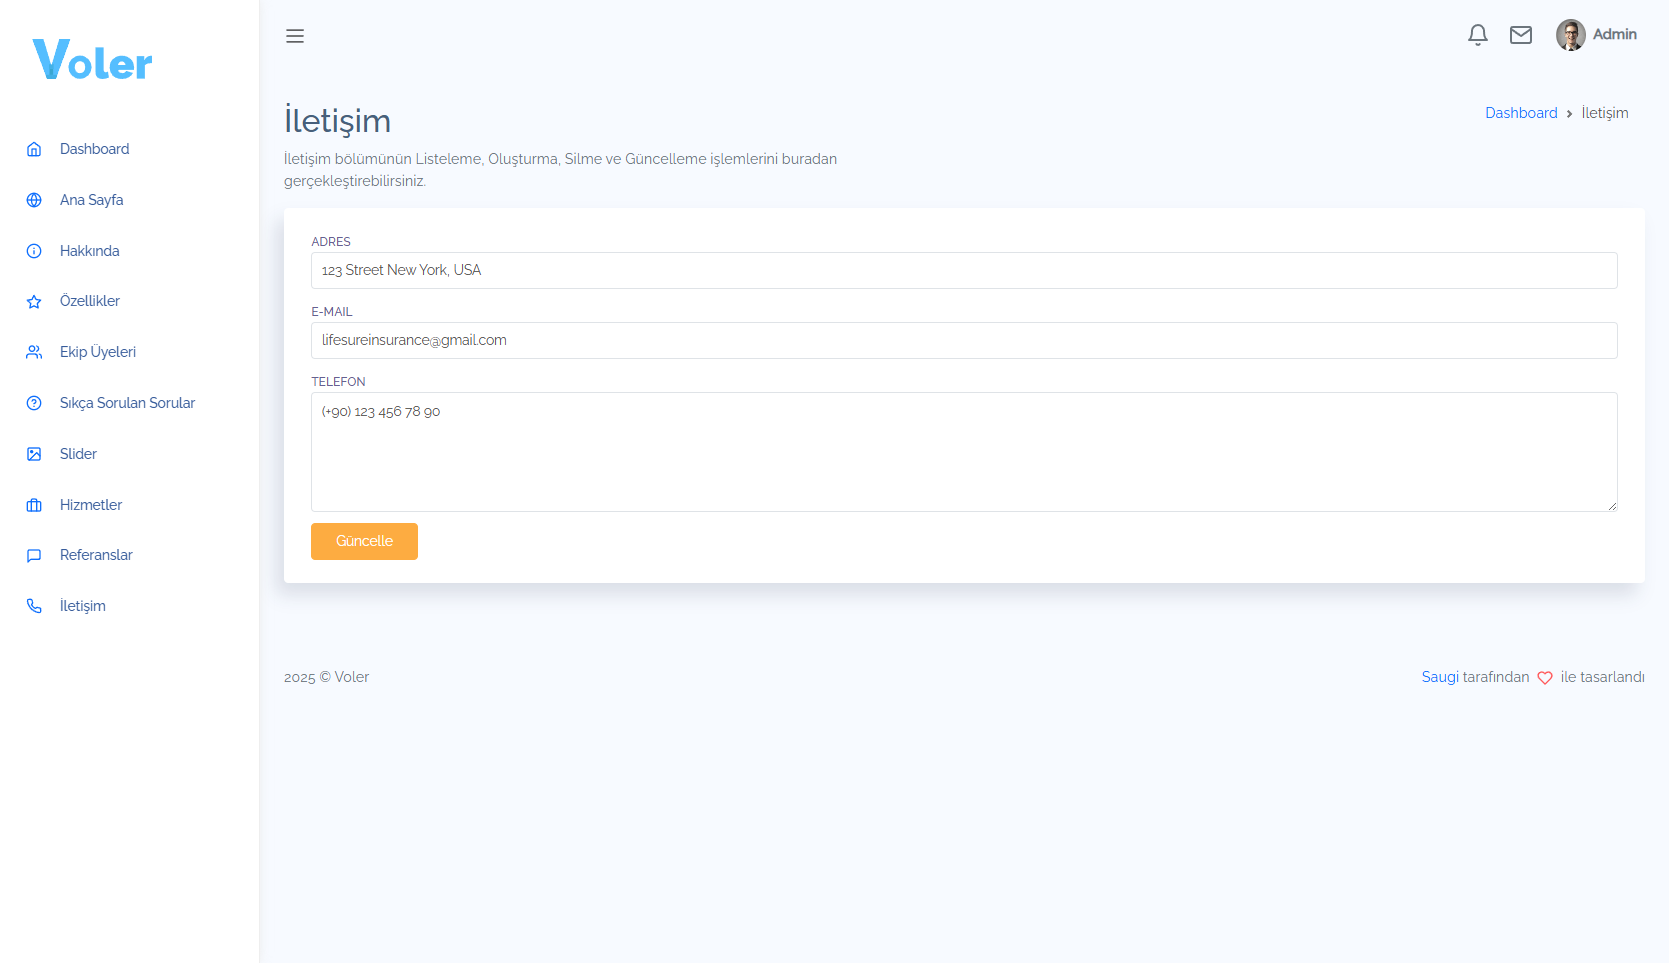 Voler
Dashboard
Ana Sayfa
Hakkında
Özellikler
Ekip Üyeleri
Sıkça Sorulan Sorular
Slider
Hizmetler
Referanslar
İletişim
Admin
İletişim
Dashboard > İletişim
İletişim bölümünün Listeleme, Oluşturma, Silme ve Güncelleme işlemlerini buradan
gerçekleştirebilirsiniz.
ADRES
123 Street New York, USA
E-MAIL
lifesureinsurance@gmail.com
TELEFON
(+90) 123 456 78 90
Güncelle
2025 © Voler
Saugi tarafından ile tasarlandı